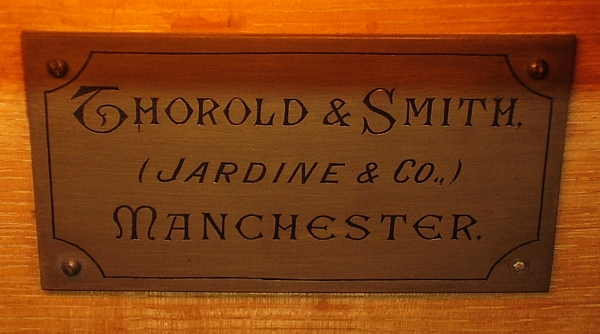 THOROLD & SMITH,
(JARDINE & CO.,)
MANCHESTER.